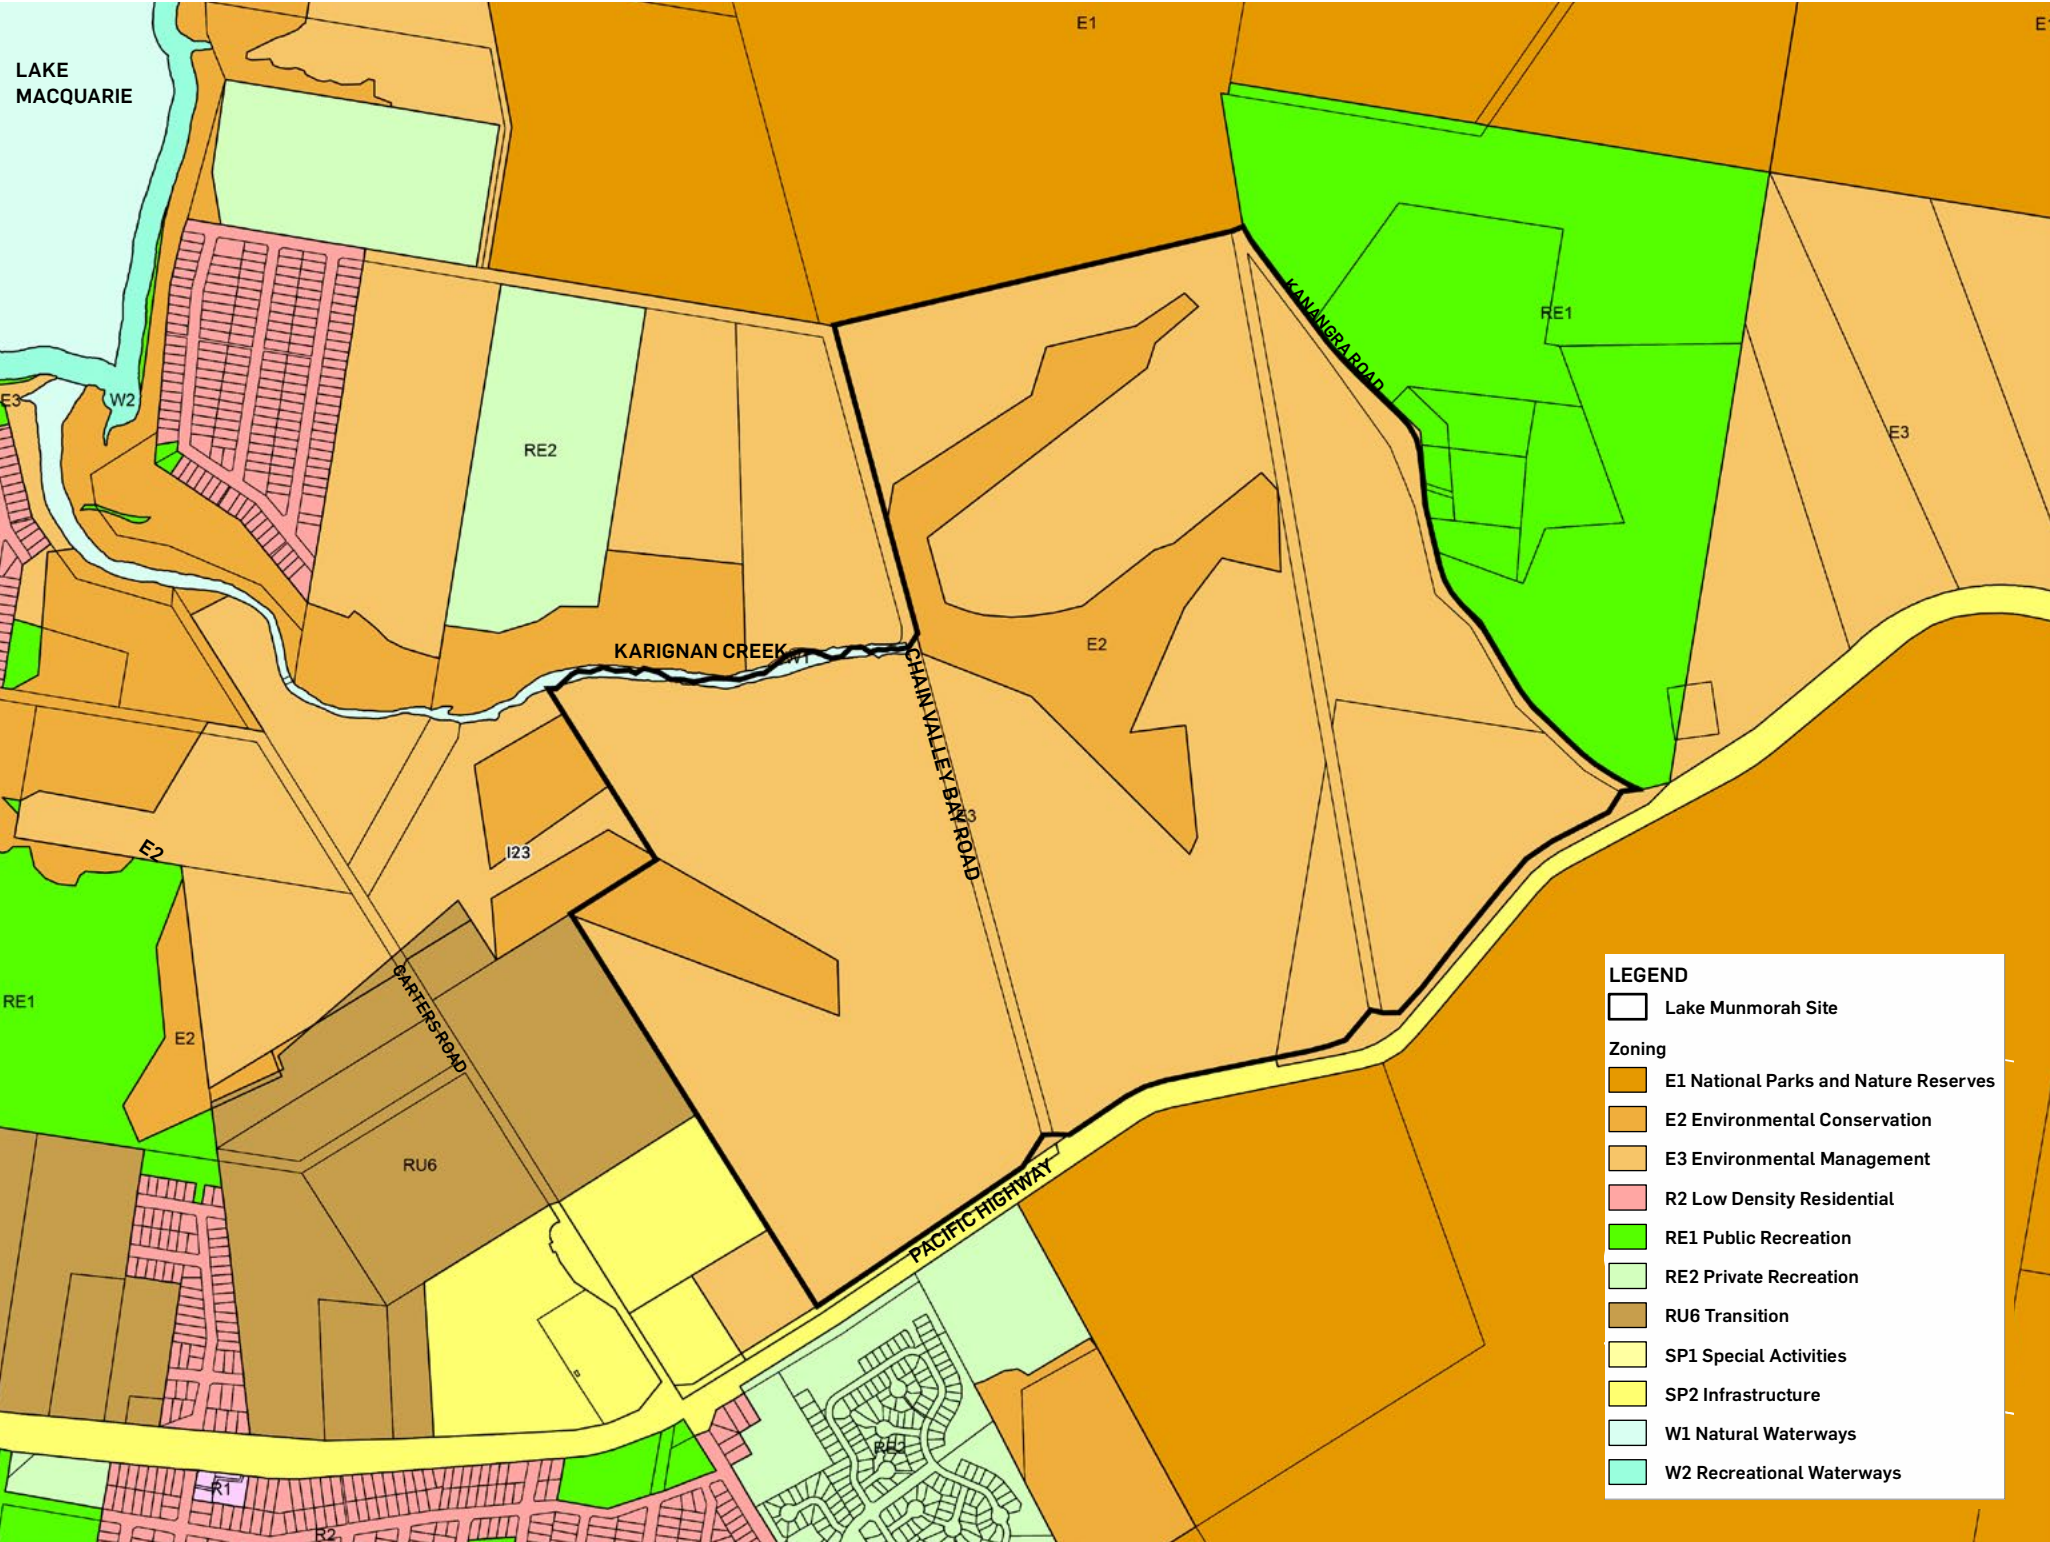 E1
LAKE
MACQUARIE
KANANGRA ROAD
RE1
E3
W2
E3
RE2
E2
KARIGNAN CREEK
W1
CHAIN VALLEY BAY ROAD
E3
E2
I23
CARTERS ROAD
RE1
E2
RU6
PACIFIC HIGHWAY
RE2
R1
R2
LEGEND
Lake Munmorah Site
Zoning
E1 National Parks and Nature Reserves
E2 Environmental Conservation
E3 Environmental Management
R2 Low Density Residential
RE1 Public Recreation
RE2 Private Recreation
RU6 Transition
SP1 Special Activities
SP2 Infrastructure
W1 Natural Waterways
W2 Recreational Waterways